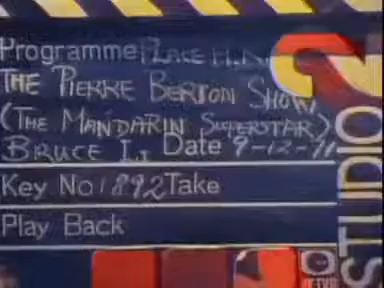 Programme PLACE H.K.
THE PIERRE BERTON SHOW
(THE MANDARIN SUPERSTAR)
BRUCE L. Date 9-12-71
Key No 1892 Take
Play Back
STUDIO 2